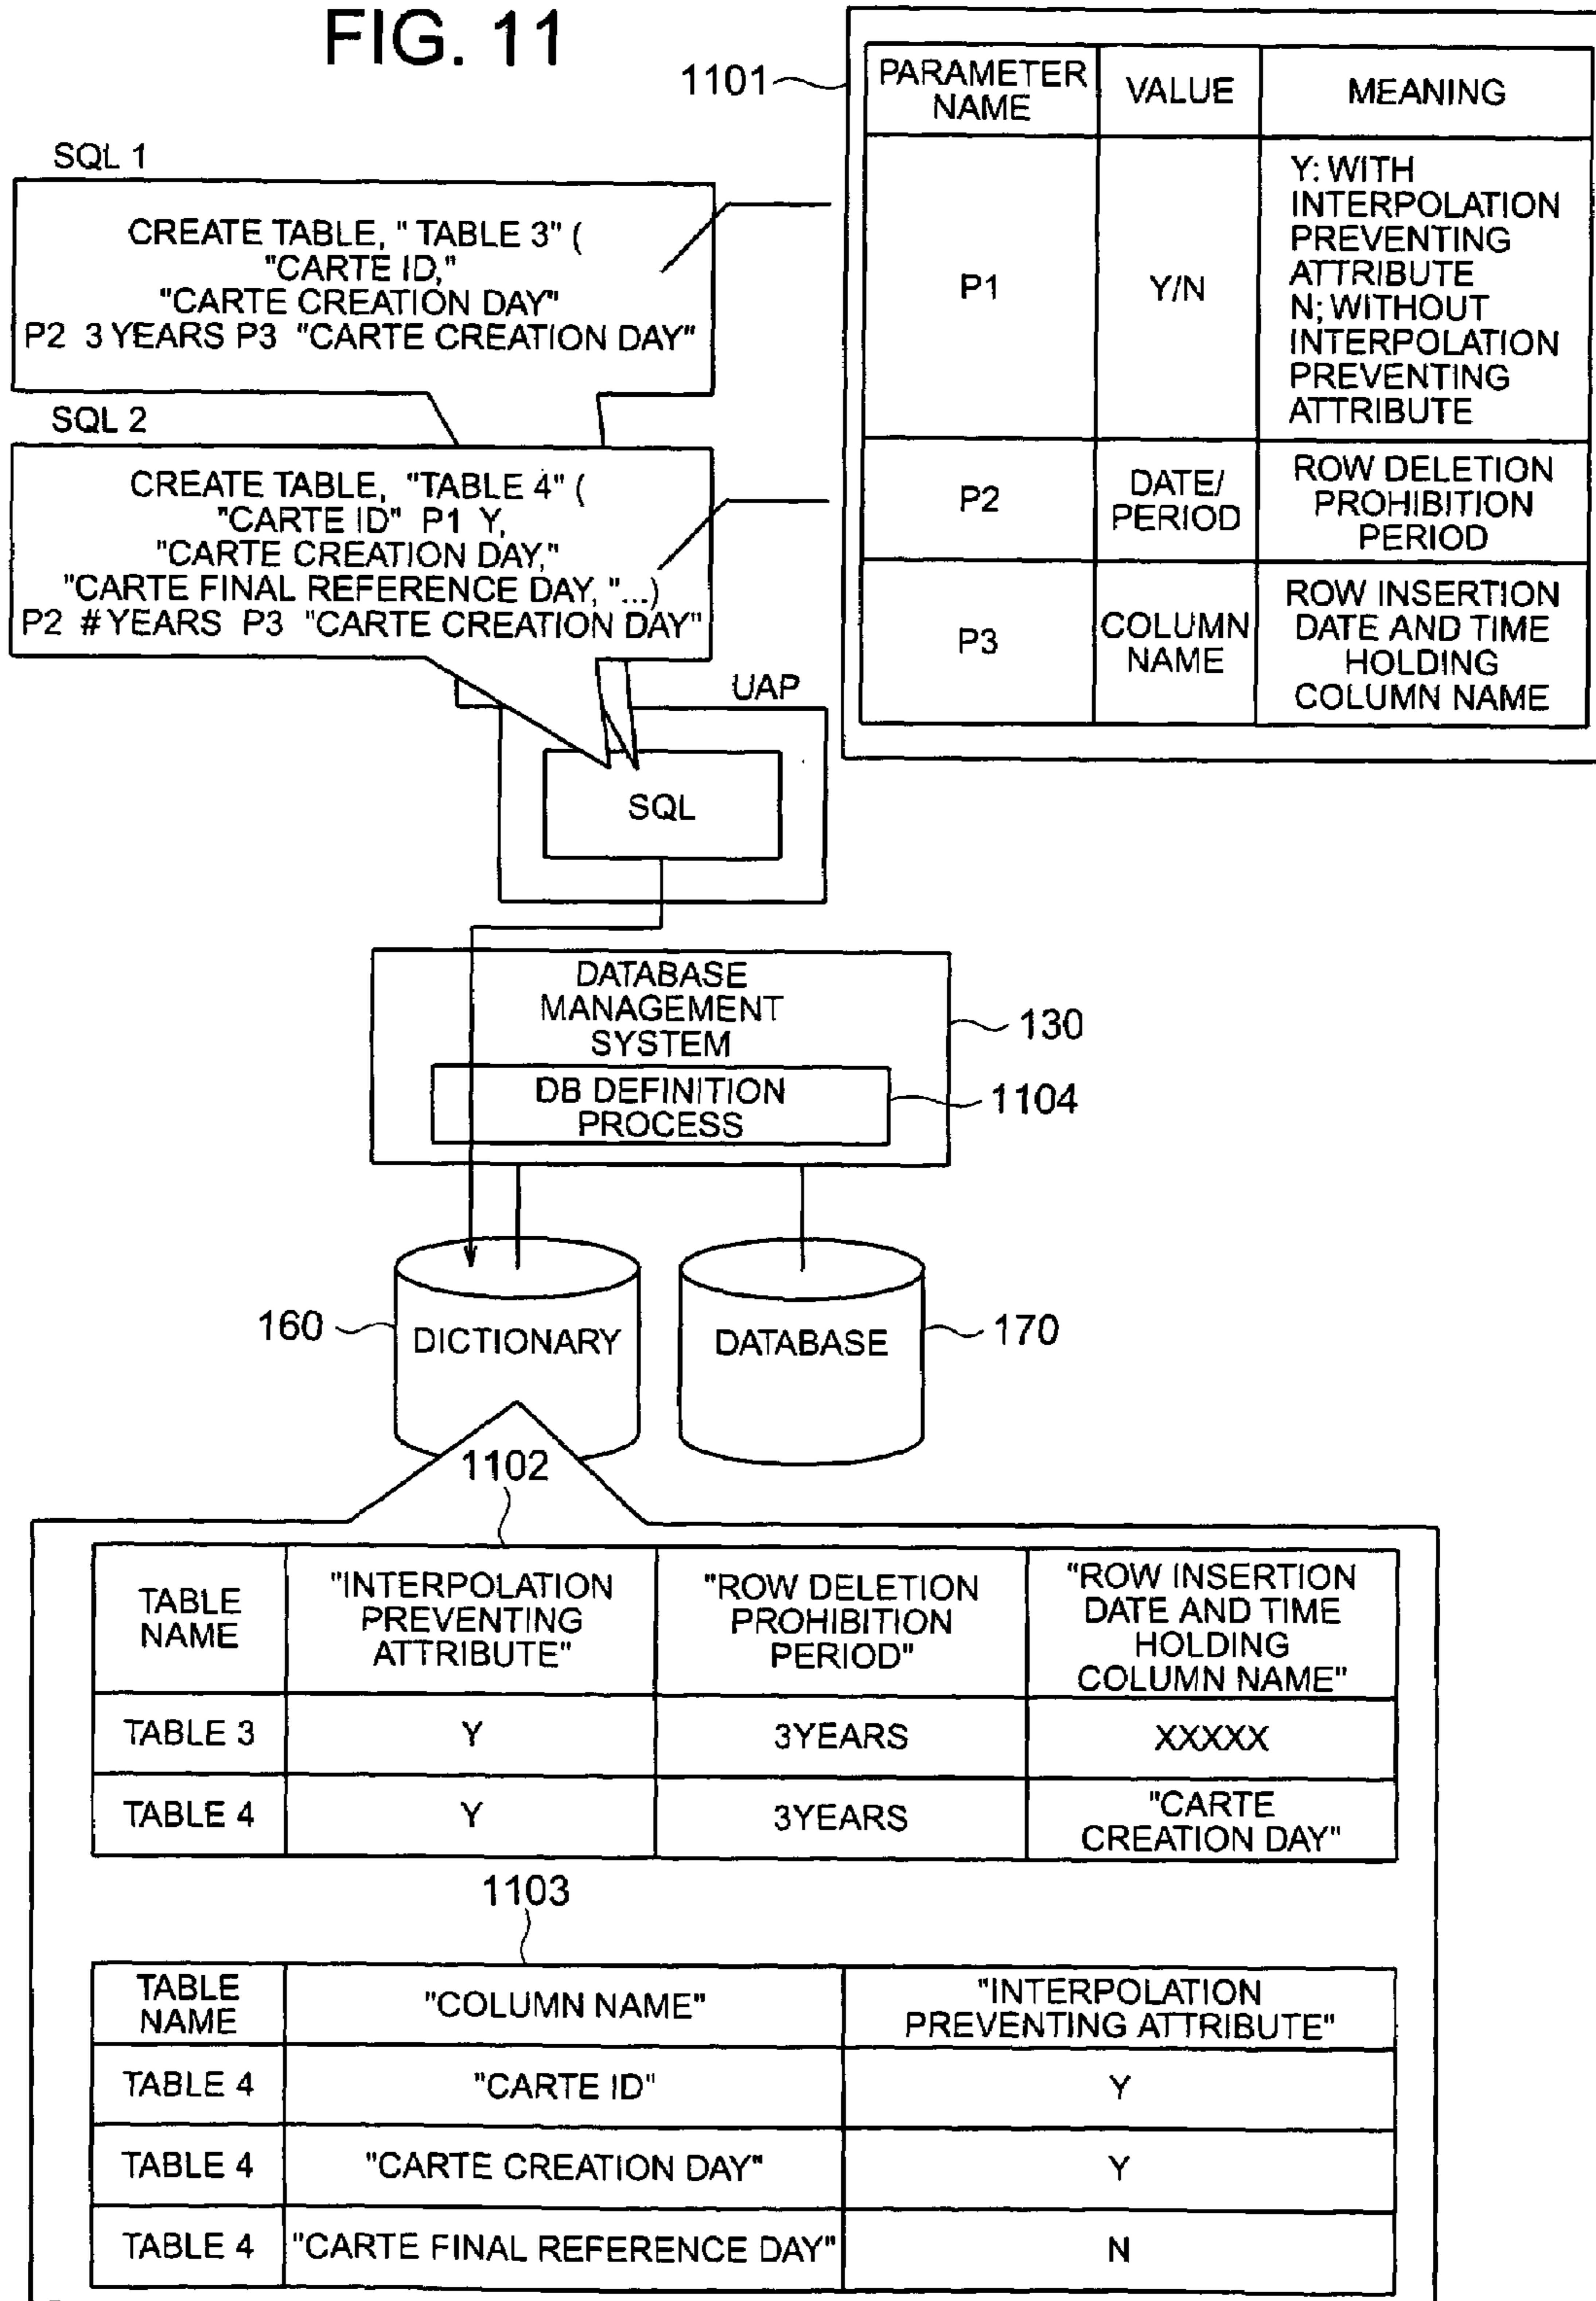 FIG. 11
1101
PARAMETER
NAME
VALUE
MEANING
P1
Y/N
Y: WITH
INTERPOLATION
PREVENTING
ATTRIBUTE
N; WITHOUT
INTERPOLATION
PREVENTING
ATTRIBUTE
P2
DATE/
PERIOD
ROW DELETION
PROHIBITION
PERIOD
P3
COLUMN
NAME
ROW INSERTION
DATE AND TIME
HOLDING
COLUMN NAME
SQL 1
CREATE TABLE, " TABLE 3" (
"CARTE ID,"
"CARTE CREATION DAY"
P2 3 YEARS P3 "CARTE CREATION DAY"
SQL 2
CREATE TABLE, "TABLE 4" (
"CARTE ID" P1 Y,
"CARTE CREATION DAY,"
"CARTE FINAL REFERENCE DAY, "...)
P2 # YEARS P3 "CARTE CREATION DAY"
UAP
SQL
DATABASE
MANAGEMENT
SYSTEM
130
DB DEFINITION
PROCESS
1104
160
DICTIONARY
DATABASE
170
1102
TABLE
NAME
"INTERPOLATION
PREVENTING
ATTRIBUTE"
"ROW DELETION
PROHIBITION
PERIOD"
"ROW INSERTION
DATE AND TIME
HOLDING
COLUMN NAME"
TABLE 3
Y
3YEARS
XXXXX
TABLE 4
Y
3YEARS
"CARTE
CREATION DAY"
1103
TABLE
NAME
"COLUMN NAME"
"INTERPOLATION
PREVENTING ATTRIBUTE"
TABLE 4
"CARTE ID"
Y
TABLE 4
"CARTE CREATION DAY"
Y
TABLE 4
"CARTE FINAL REFERENCE DAY"
N